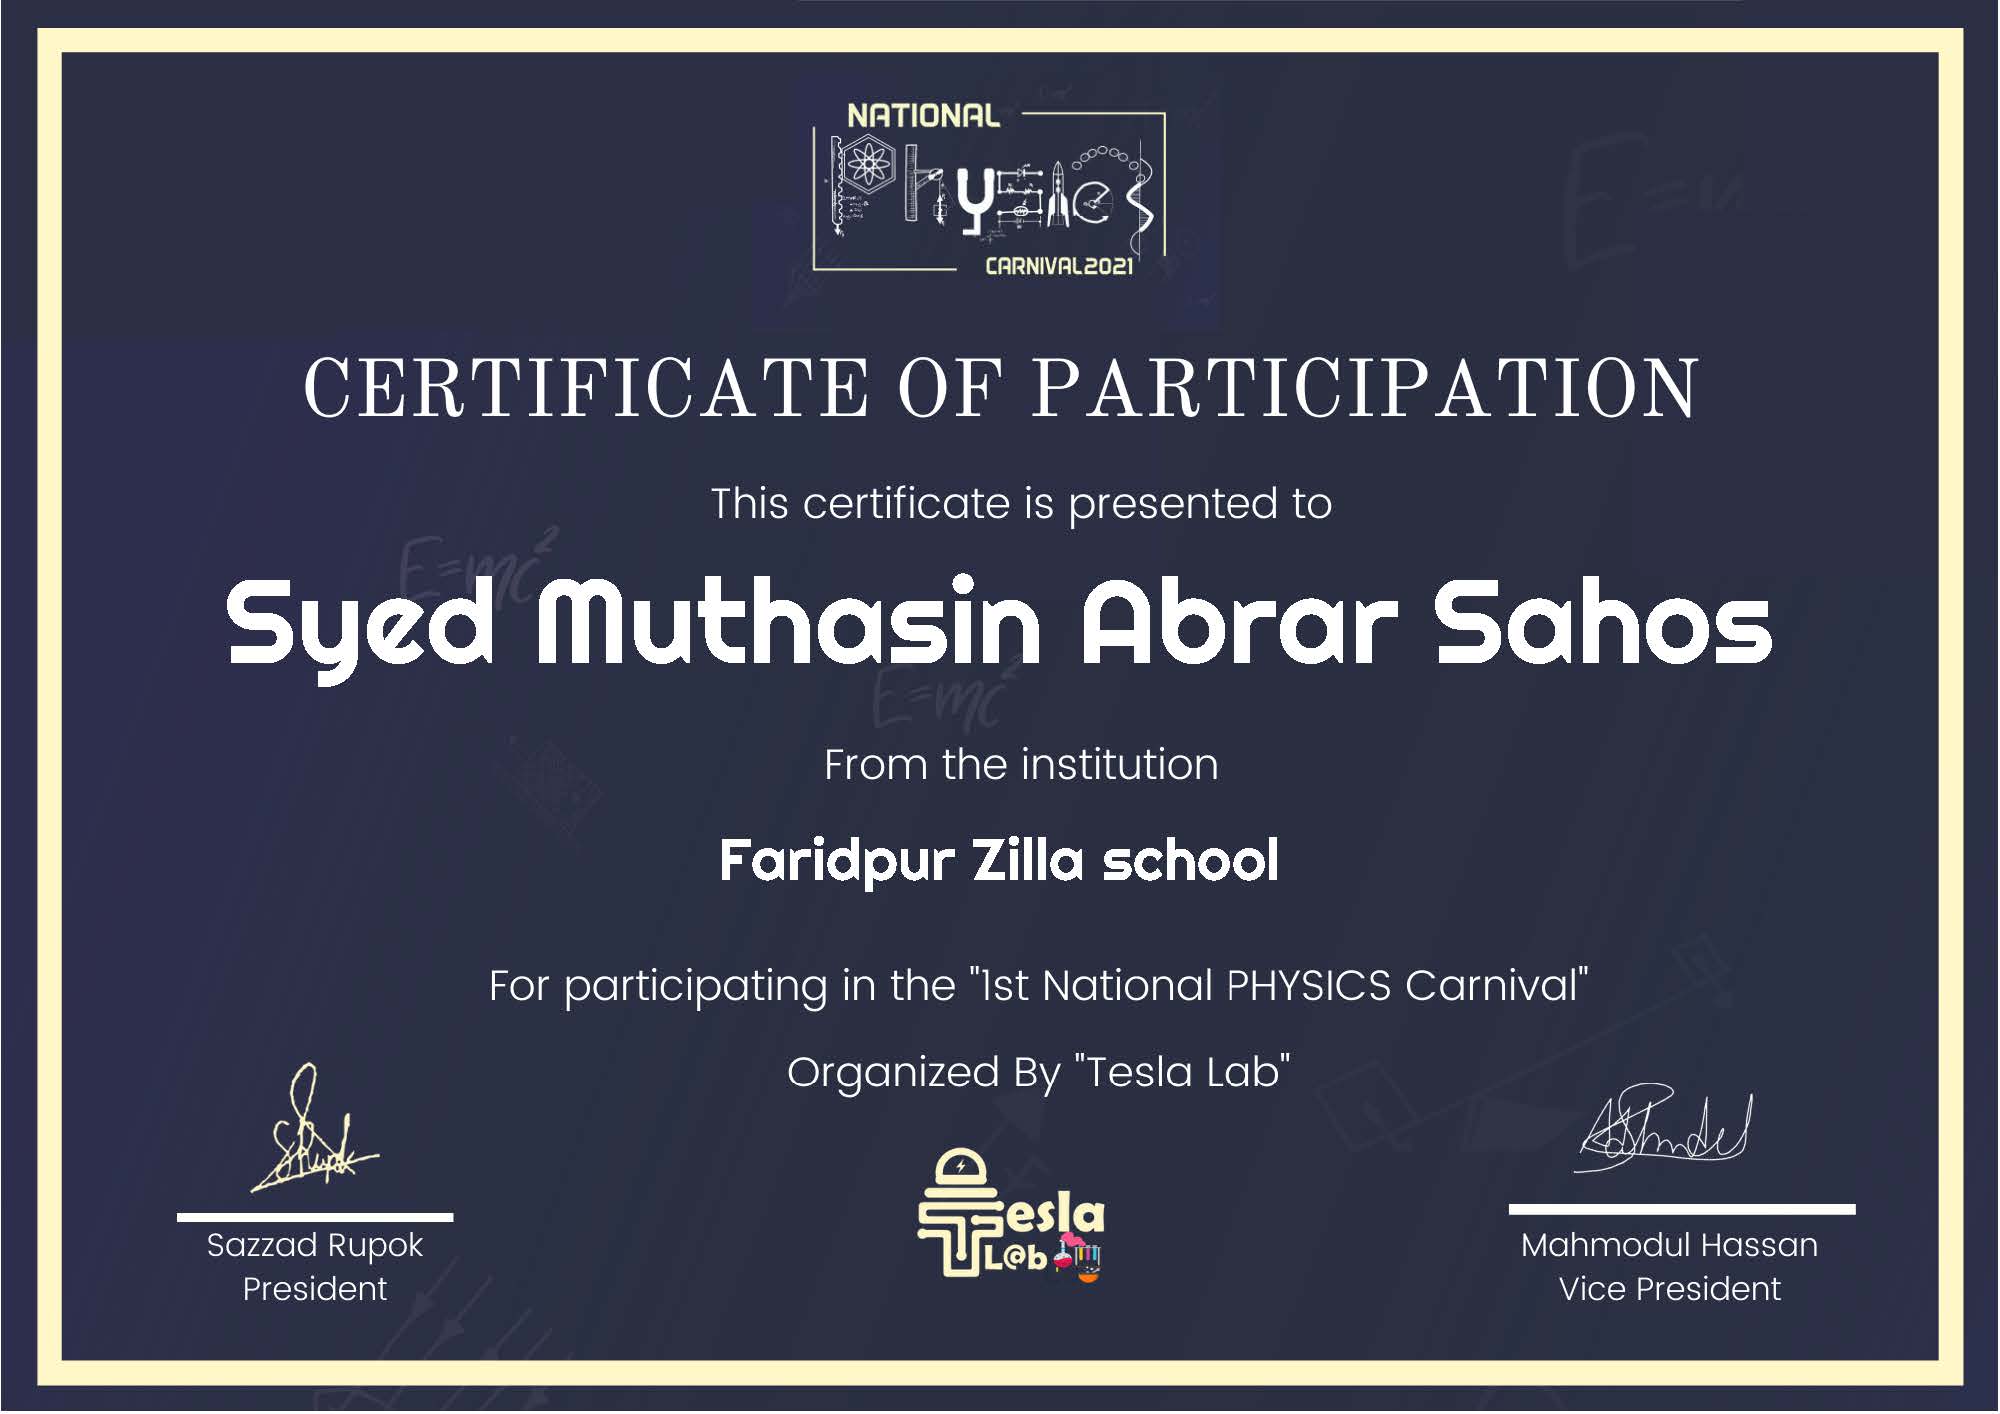 NATIONAL
Physics
CARNIVAL2021
CERTIFICATE OF PARTICIPATION
This certificate is presented to
E=mc²
Syed Muthasin Abrar Sahos
E=mc²
From the institution
Faridpur Zilla school
For participating in the "1st National PHYSICS Carnival"
Organized By "Tesla Lab"
Tesla
L@b
Sazzad Rupok
President
Mahmodul Hassan
Vice President